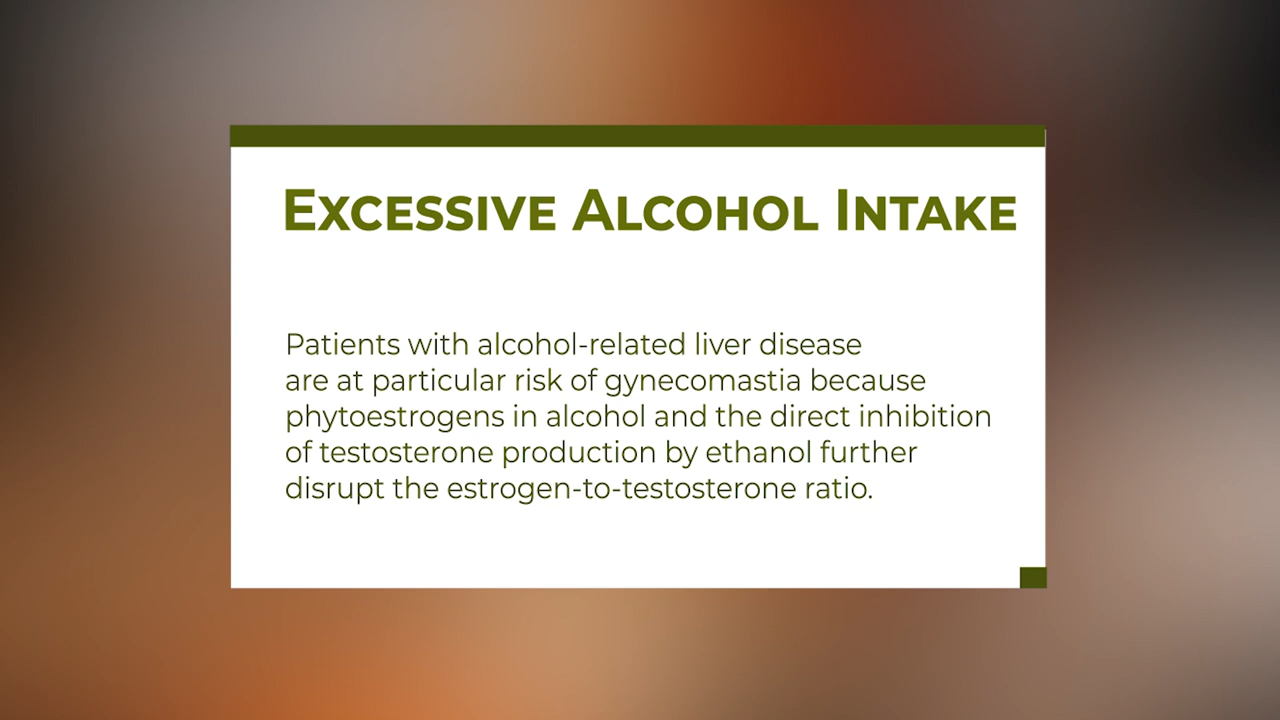 Excessive Alcohol Intake
Patients with alcohol-related liver disease
are at particular risk of gynecomastia because
phytoestrogens in alcohol and the direct inhibition
of testosterone production by ethanol further
disrupt the estrogen-to-testosterone ratio.